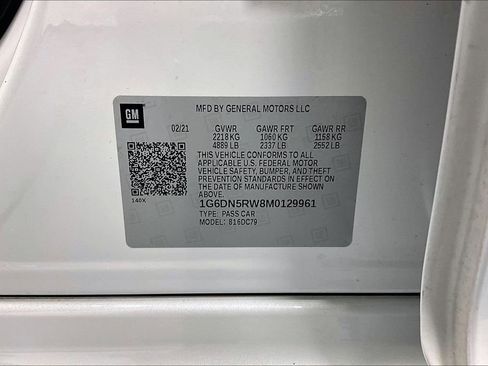 GM
MFD BY GENERAL MOTORS LLC
02/21 GVWR GAWR FRT GAWR RR
2218 KG 1060 KG 1158 KG
4889 LB 2337 LB 2552 LB
THIS VEHICLE CONFORMS TO ALL
APPLICABLE U.S. FEDERAL MOTOR
VEHICLE SAFETY, BUMPER, AND THEFT
PREVENTION STANDARDS IN EFFECT ON
THE DATE OF MANUFACTURE SHOWN
ABOVE.
140X
1G6DN5RW8M0129961
TYPE: PASS CAR
MODEL: 616DC79